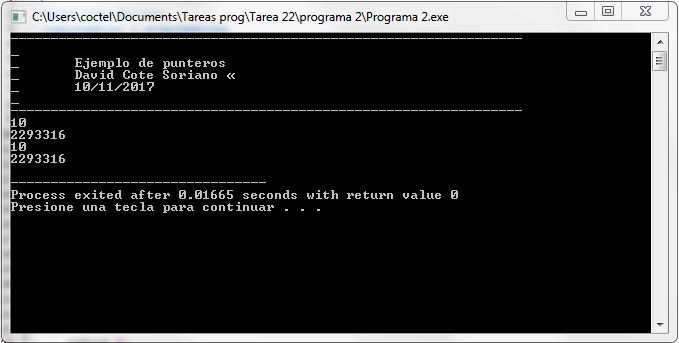 C:\Users\coctel\Documents\Tareas prog\Tarea 22\programa 2\Programa 2.exe
________________________________________________________________
_
_       Ejemplo de punteros
_       David Cote Soriano «
_       10/11/2017
_
________________________________________________________________
10
2293316
10
2293316
--------------------------------
Process exited after 0.01665 seconds with return value 0
Presione una tecla para continuar . . .